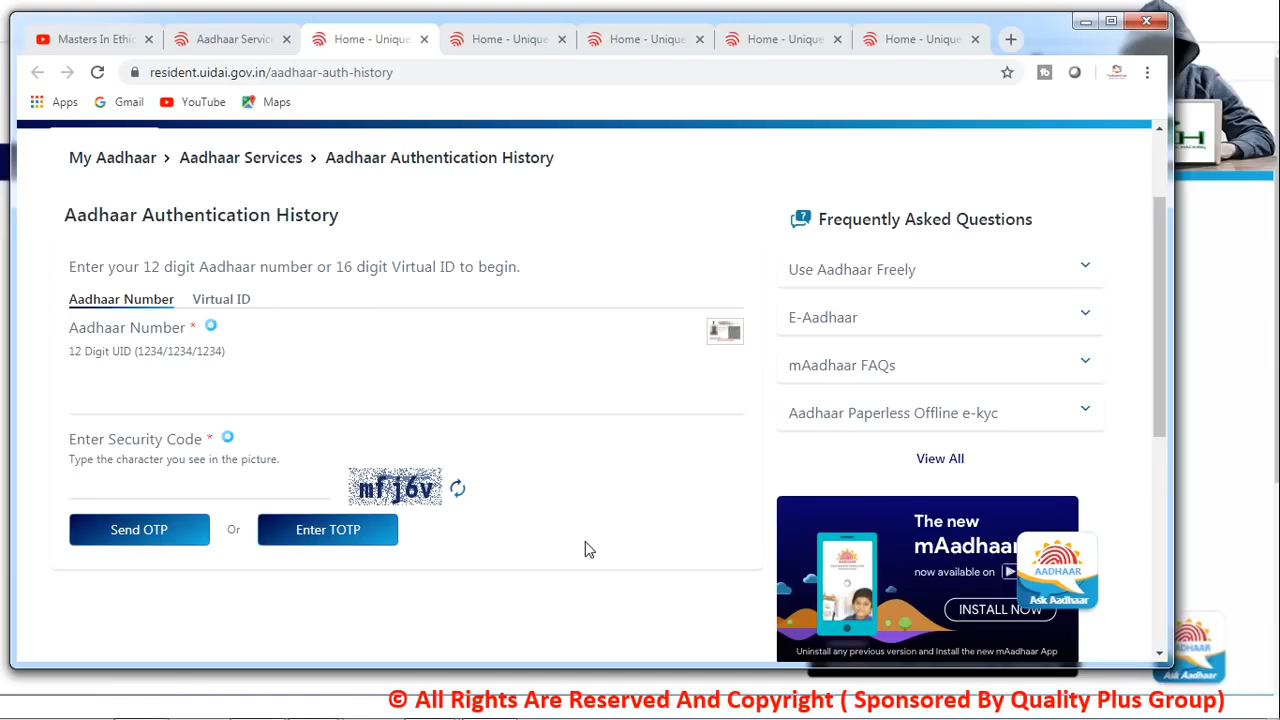 Masters In Ethic
Aadhaar Service
Home - Unique
Home - Unique
Home - Unique
Home - Unique
Home - Unique
resident.uidai.gov.in/aadhaar-auth-history
Apps
Gmail
YouTube
Maps
My Aadhaar > Aadhaar Services > Aadhaar Authentication History
Aadhaar Authentication History
Enter your 12 digit Aadhaar number or 16 digit Virtual ID to begin.
Aadhaar Number Virtual ID
Aadhaar Number *
12 Digit UID (1234/1234/1234)
Enter Security Code *
Type the character you see in the picture.
mfj6v
Send OTP Or Enter TOTP
Frequently Asked Questions
Use Aadhaar Freely
E-Aadhaar
mAadhaar FAQs
Aadhaar Paperless Offline e-kyc
View All
The new
mAadhaar
now available on
INSTALL NOW
Uninstall any previous version and Install the new mAadhaar App
AADHAAR
Ask Aadhaar
Ask Aadhaar
© All Rights Are Reserved And Copyright ( Sponsored By Quality Plus Group)